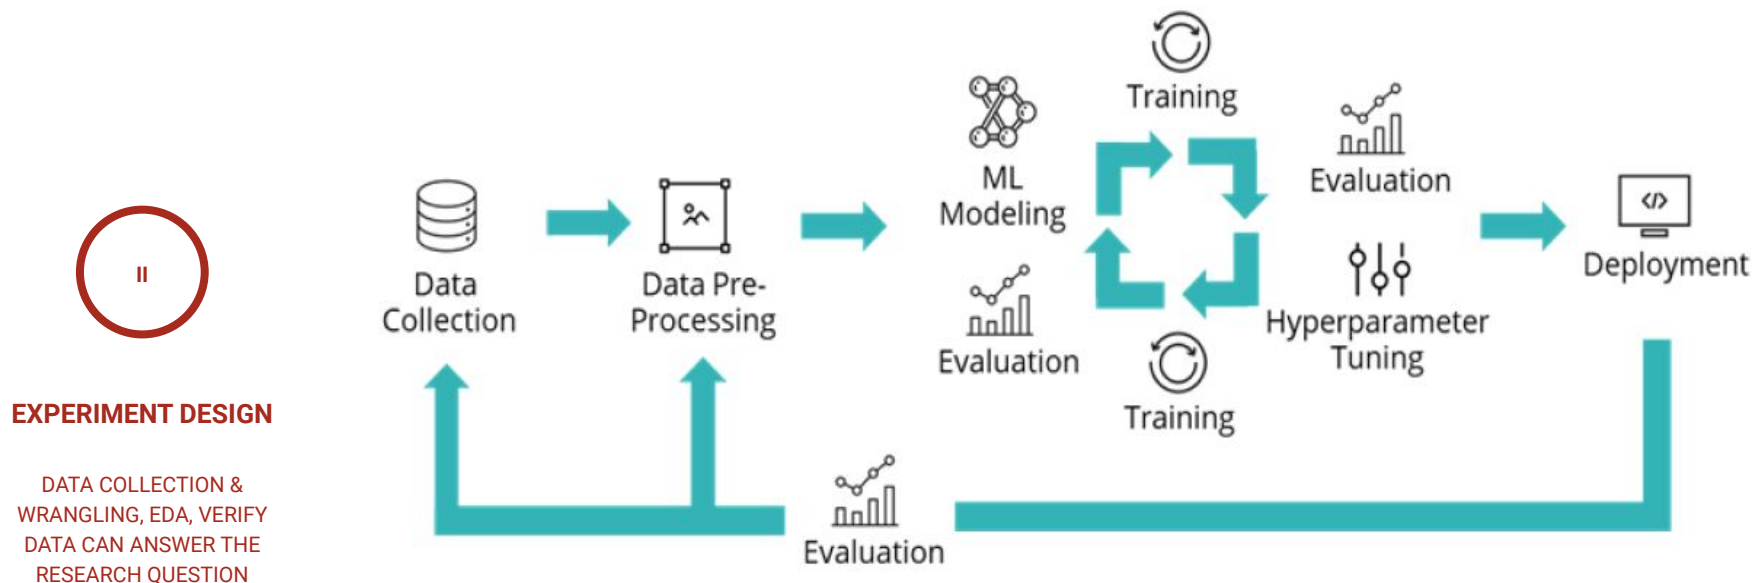 II
EXPERIMENT DESIGN
DATA COLLECTION &
WRANGLING, EDA, VERIFY
DATA CAN ANSWER THE
RESEARCH QUESTION
Data
Collection
Data Pre-
Processing
ML
Modeling
Training
Evaluation
Hyperparameter
Tuning
Training
Evaluation
</>
Deployment
Evaluation